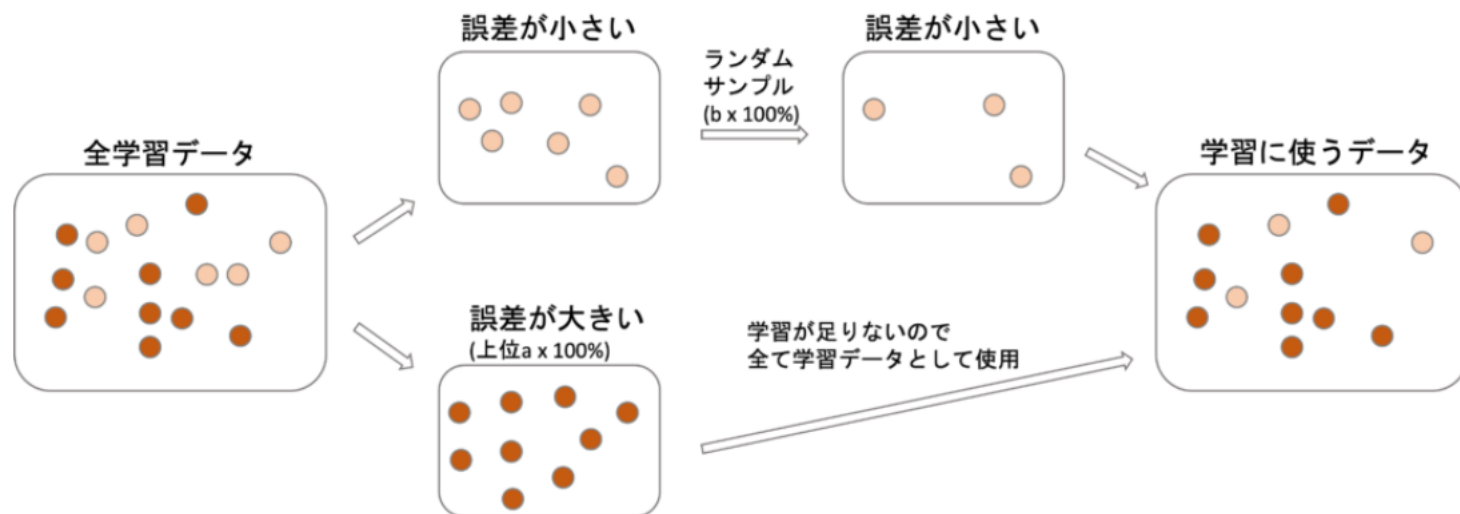 全学習データ
誤差が小さい
ランダム
サンプル
(b x 100%)
誤差が小さい
誤差が大きい
(上位a x 100%)
学習が足りないので
全て学習データとして使用
学習に使うデータ